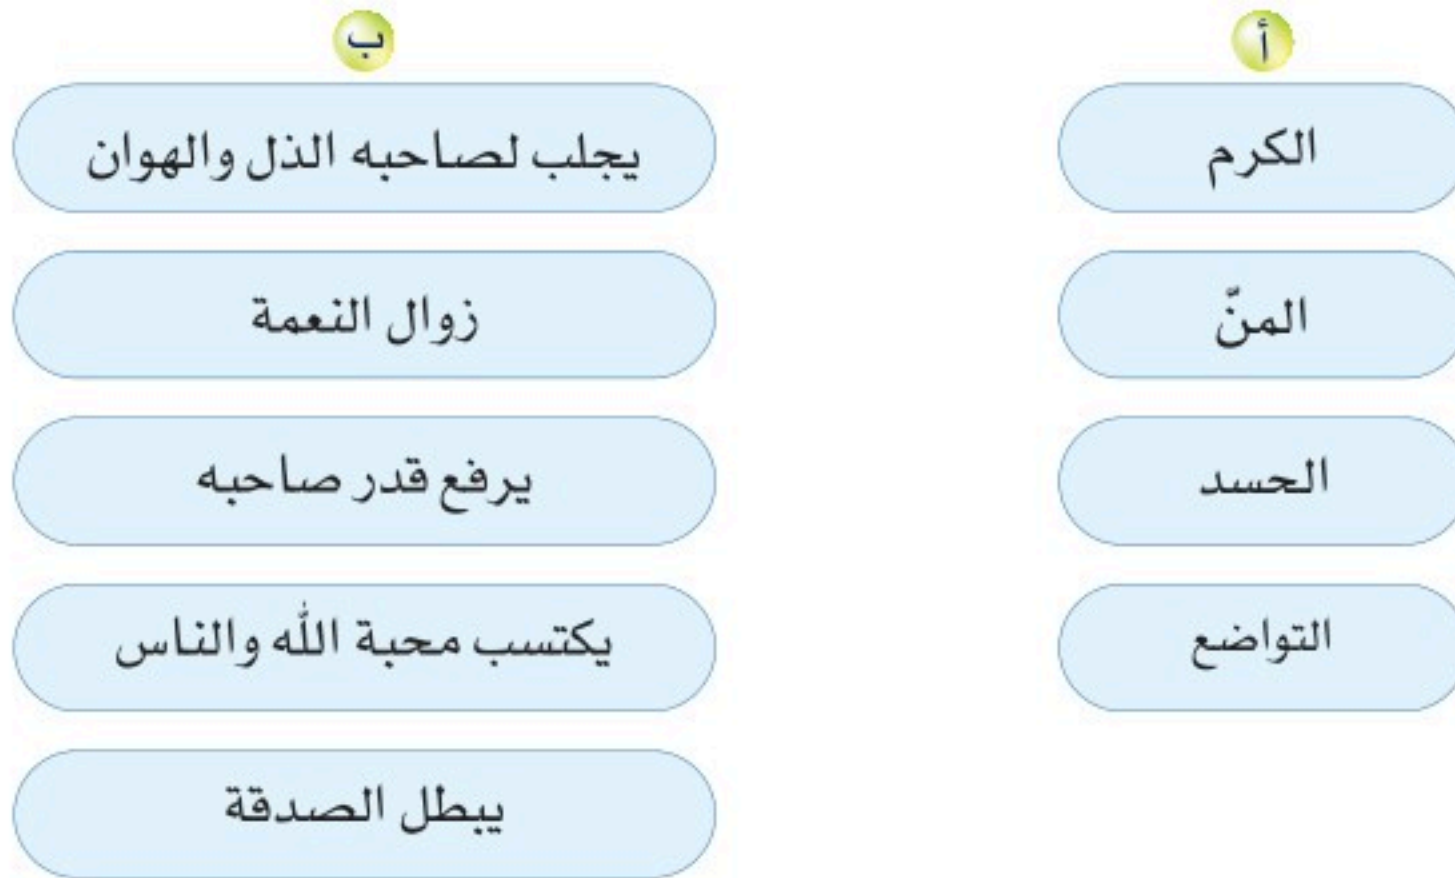 أ
الكرم
المنّ
الحسد
التواضع
ب
يجلب لصاحبه الذل والهوان
زوال النعمة
يرفع قدر صاحبه
يكتسب محبة الله والناس
يبطل الصدقة